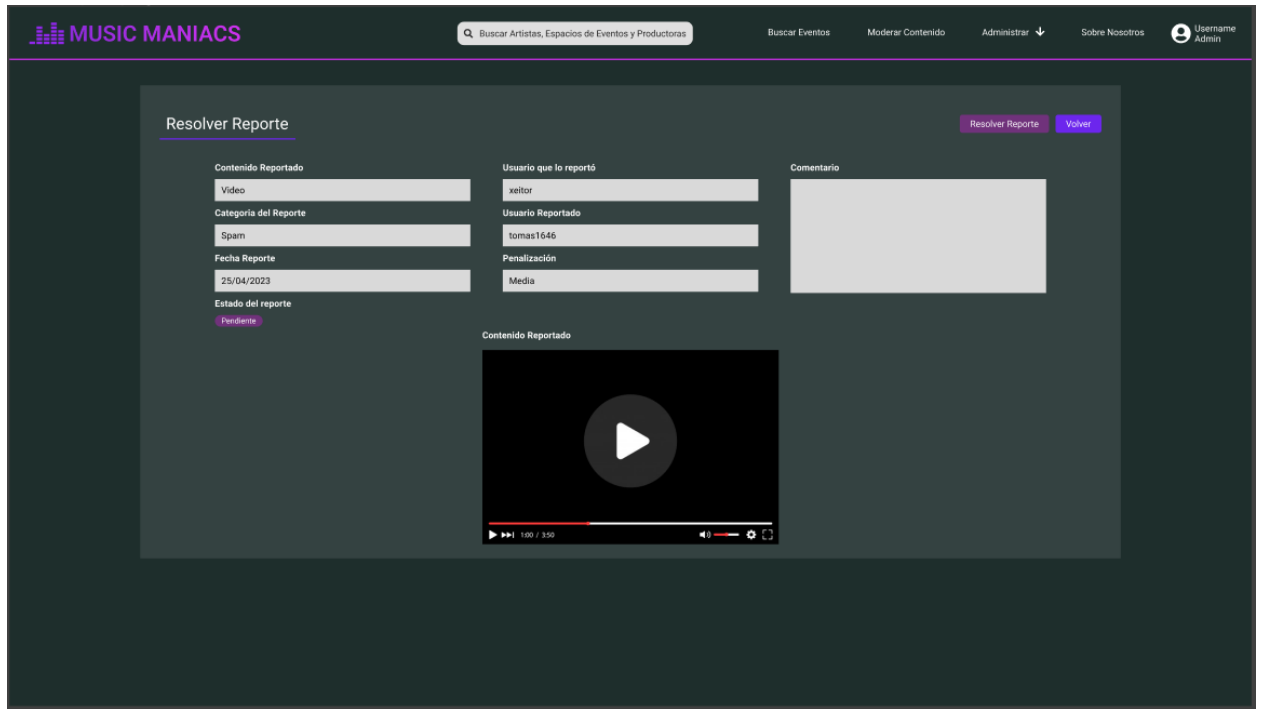 MUSIC MANIACS
Buscar Artistas, Espacios de Eventos y Productoras
Buscar Eventos
Moderar Contenido
Administrar
Sobre Nosotros
Username
Admin
Resolver Reporte
Resolver Reporte
Volver
Contenido Reportado
Video
Categoria del Reporte
Spam
Fecha Reporte
25/04/2023
Estado del reporte
Pendiente
Usuario que lo reportó
xeitor
Usuario Reportado
tomas1646
Penalización
Media
Comentario
Contenido Reportado
1:00 / 3:50